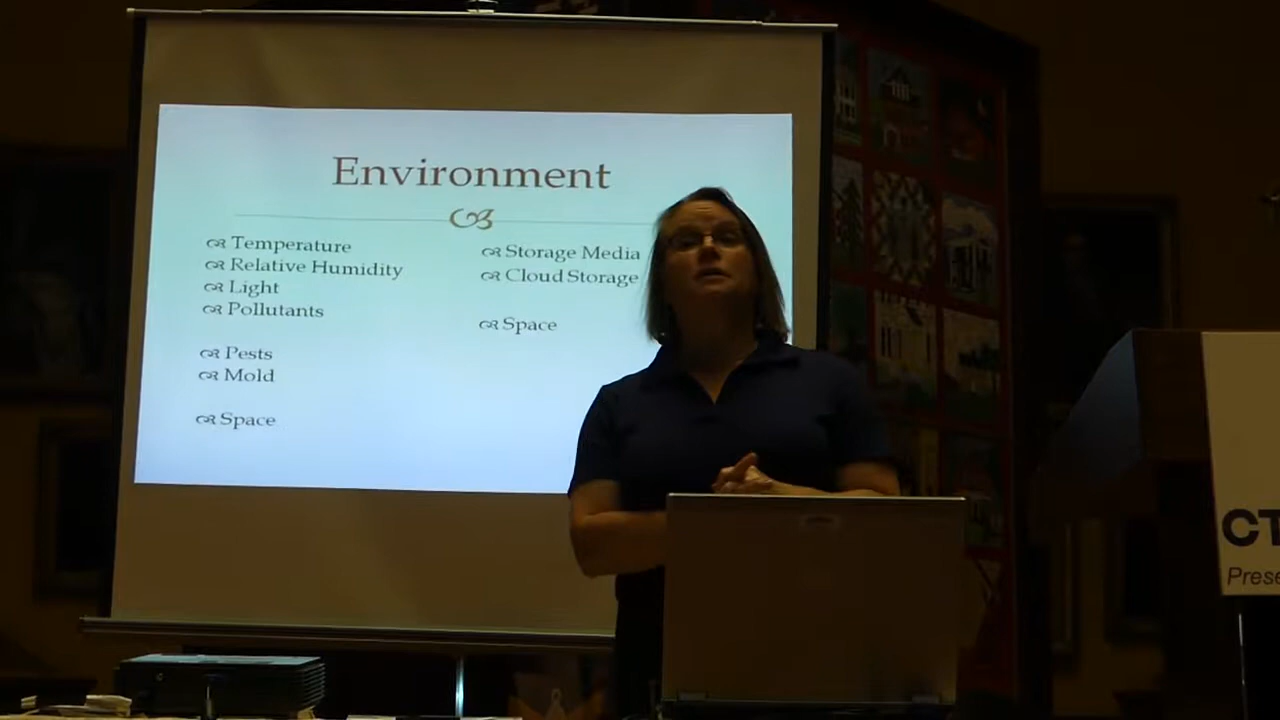 Environment
Temperature
Relative Humidity
Light
Pollutants
Pests
Mold
Space
Storage Media
Cloud Storage
Space
CT
Prese